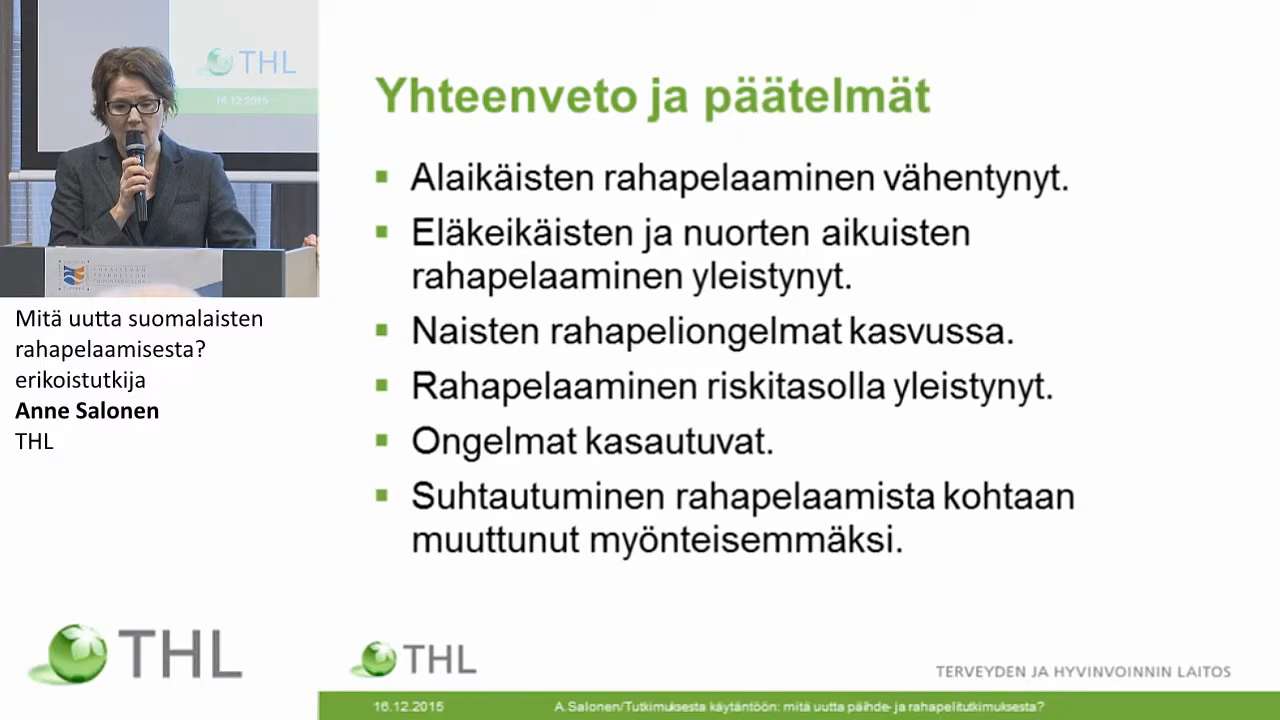 THL
16.12.2015
Mitä uutta suomalaisten
rahapelaamisesta?
erikoistutkija
Anne Salonen
THL
THL
Yhteenveto ja päätelmät
Alaikäisten rahapelaaminen vähentynyt.
Eläkeikäisten ja nuorten aikuisten
rahapelaaminen yleistynyt.
Naisten rahapeliongelmat kasvussa.
Rahapelaaminen riskitasolla yleistynyt.
Ongelmat kasautuvat.
Suhtautuminen rahapelaamista kohtaan
muuttunut myönteisemmäksi.
THL
TERVEYDEN JA HYVINVOINNIN LAITOS
16.12.2015
A.Salonen/Tutkimuksesta käytäntöön: mitä uutta päihde- ja rahapelitutkimuksesta?